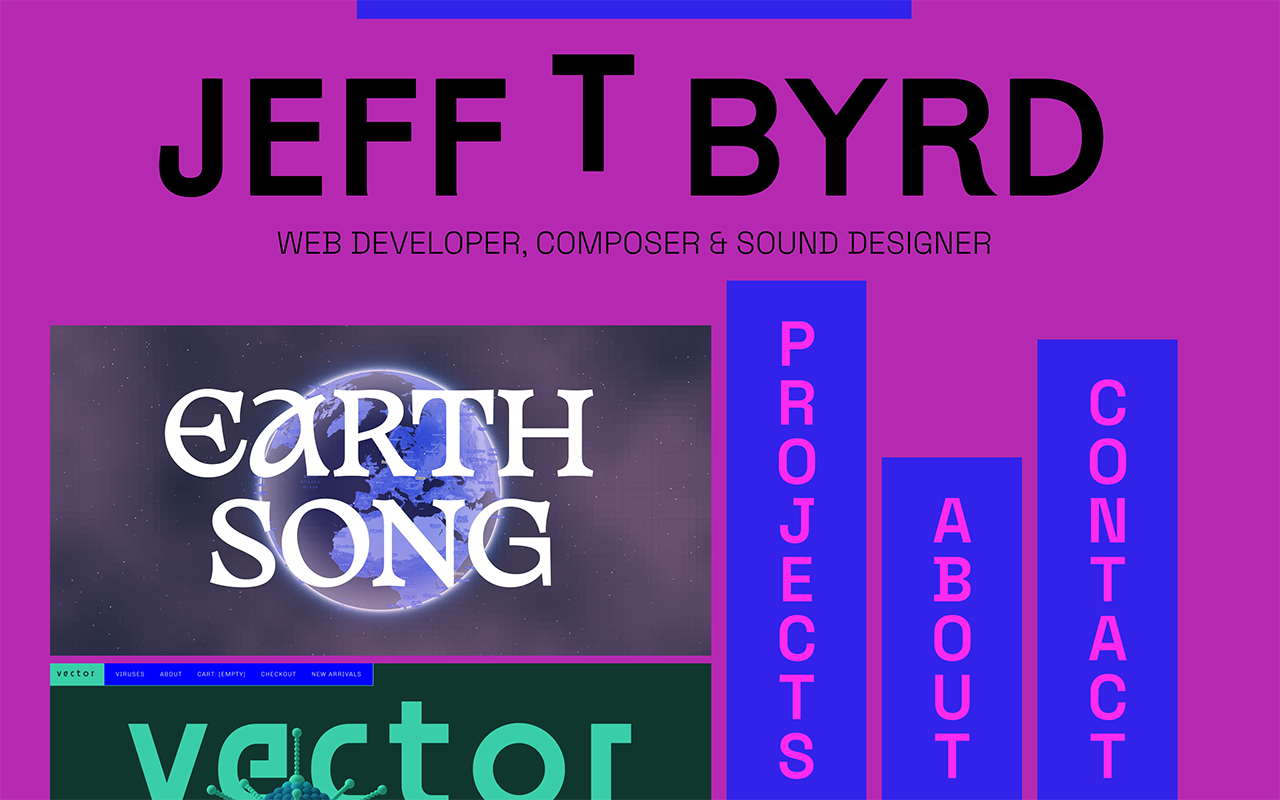 JEFF T BYRD
WEB DEVELOPER, COMPOSER & SOUND DESIGNER
EARTH
SONG
PROJECTS
ABOUT
CONTACT
vector
VIRUSES ABOUT CART: (EMPTY) CHECKOUT NEW ARRIVALS
vector